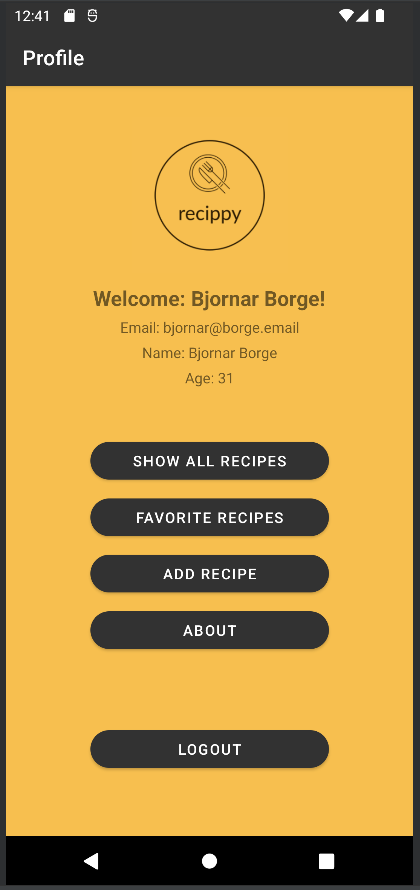 12:41
Profile
recippy
Welcome: Bjornar Borge!
Email: bjornar@borge.email
Name: Bjornar Borge
Age: 31
SHOW ALL RECIPES
FAVORITE RECIPES
ADD RECIPE
ABOUT
LOGOUT